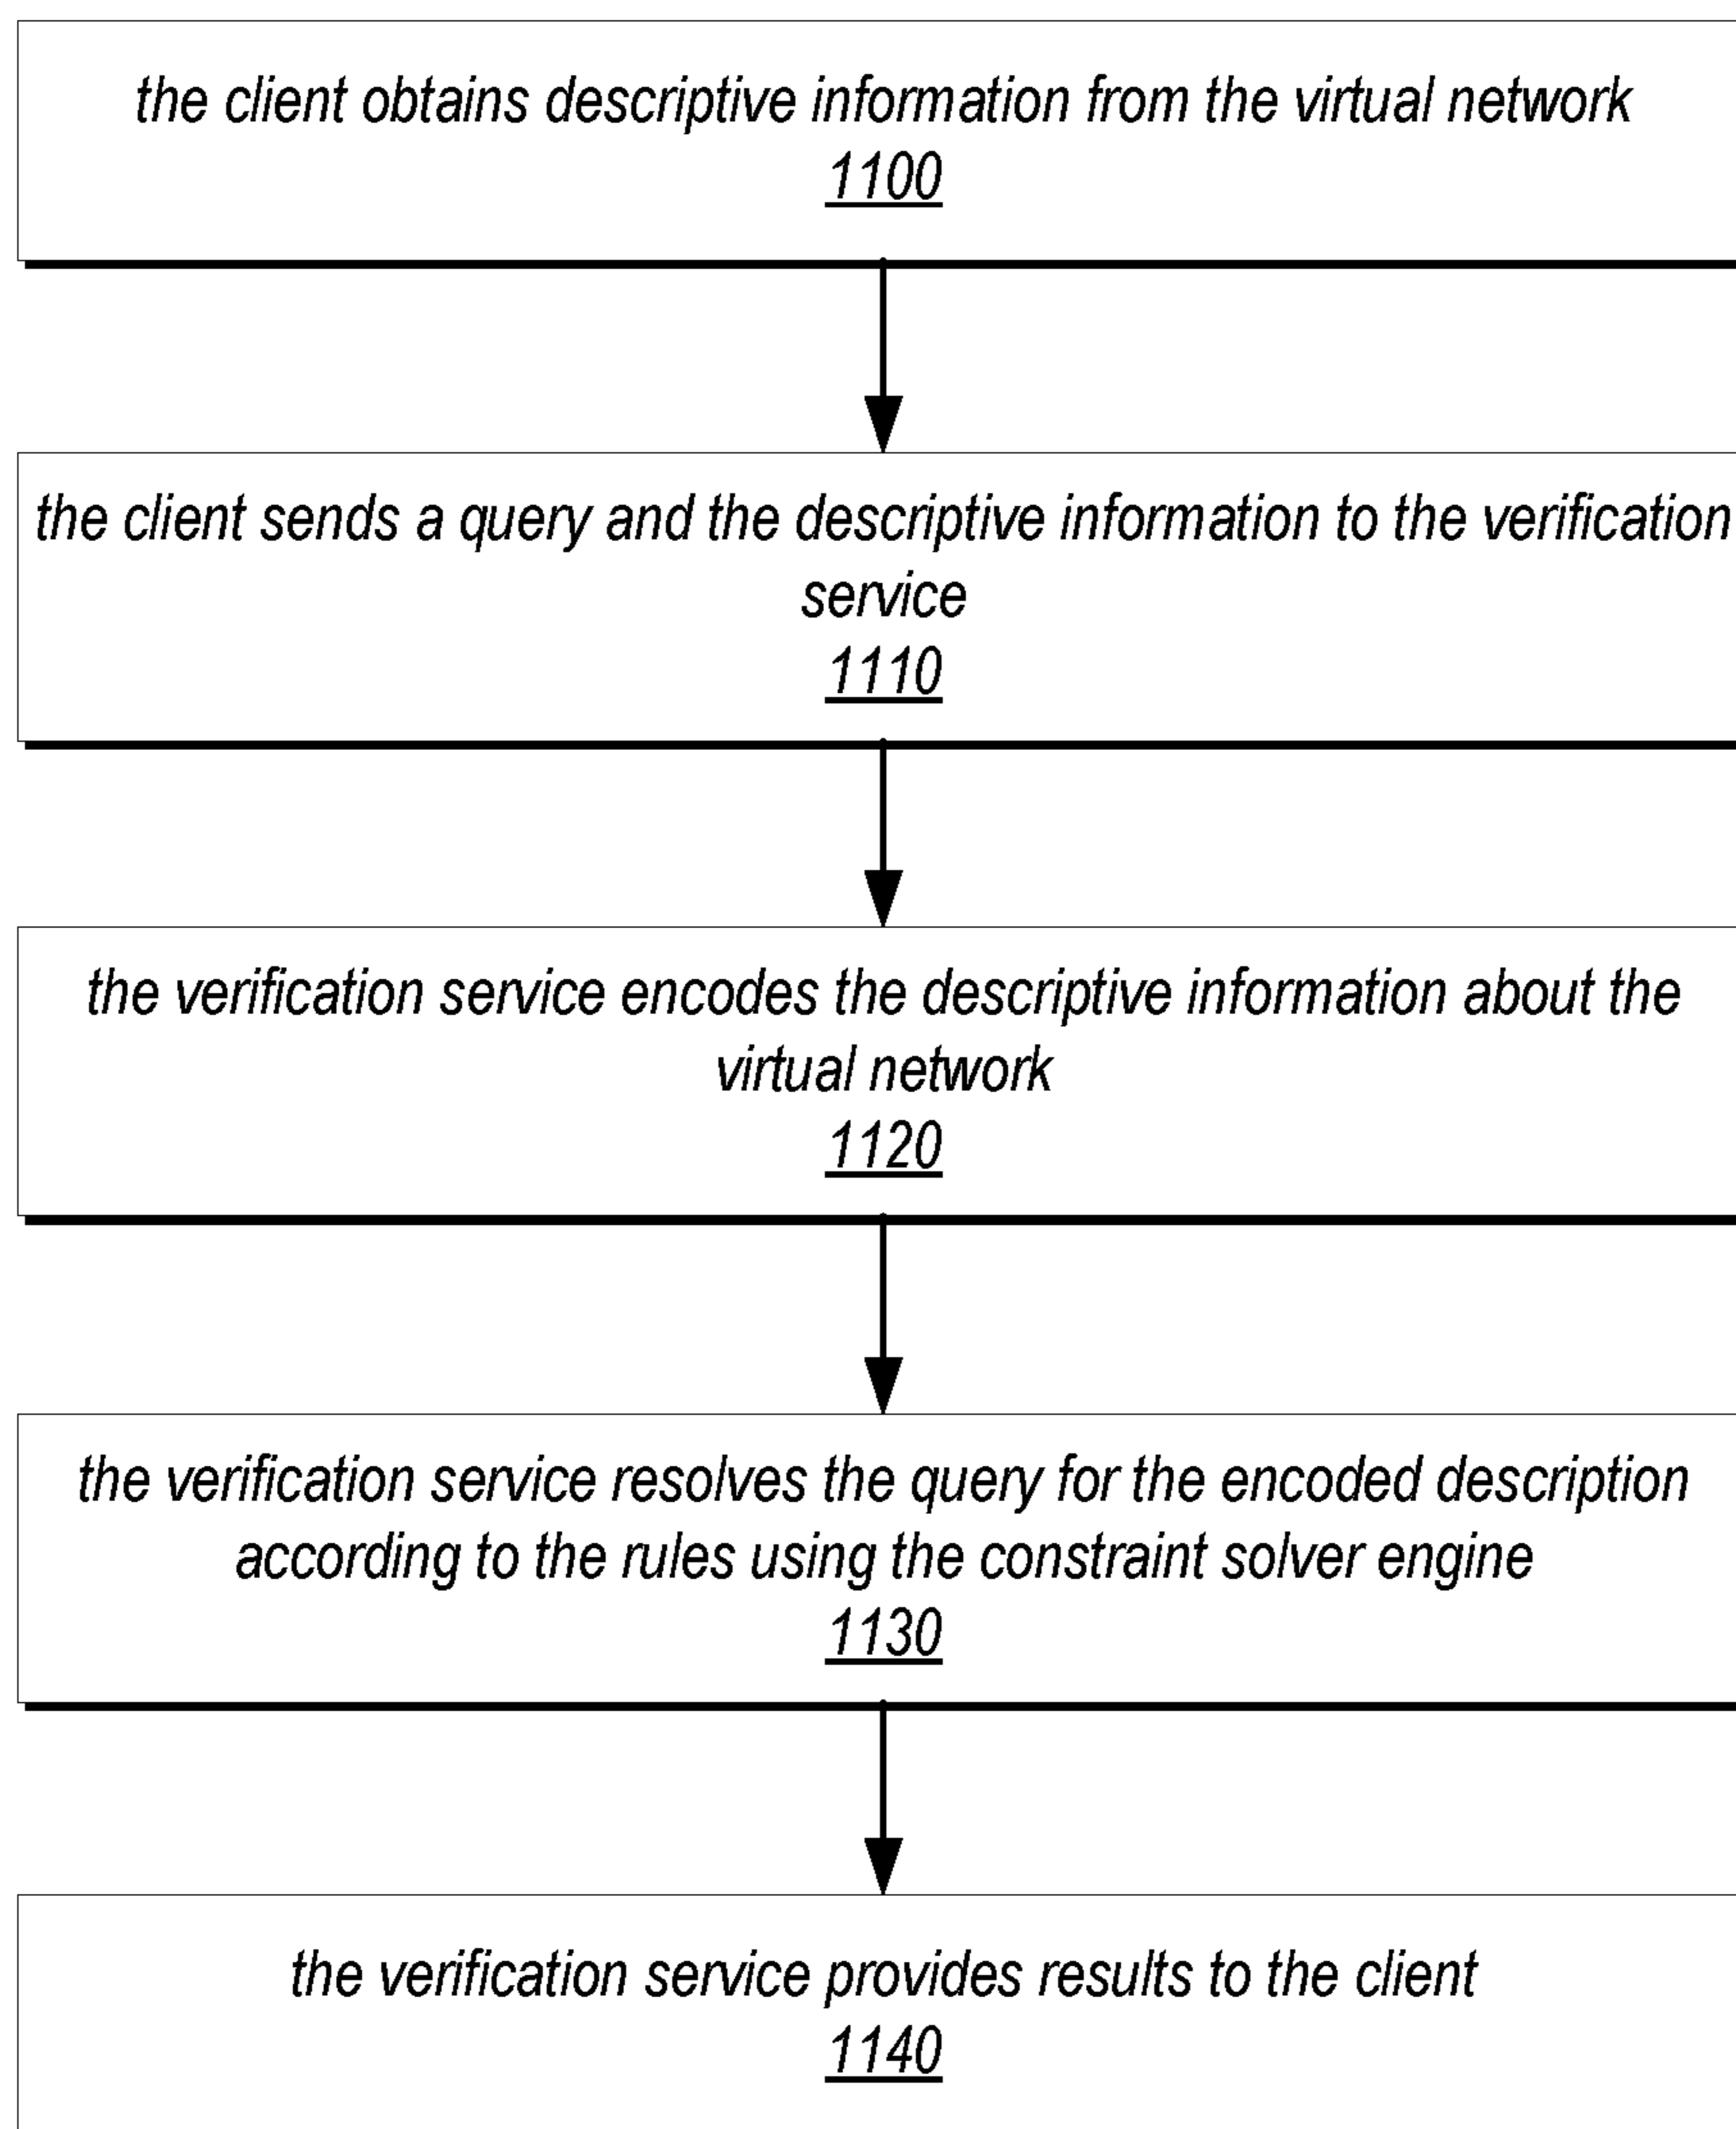 the client obtains descriptive information from the virtual network
1100
the client sends a query and the descriptive information to the verification
service
1110
the verification service encodes the descriptive information about the
virtual network
1120
the verification service resolves the query for the encoded description
according to the rules using the constraint solver engine
1130
the verification service provides results to the client
1140